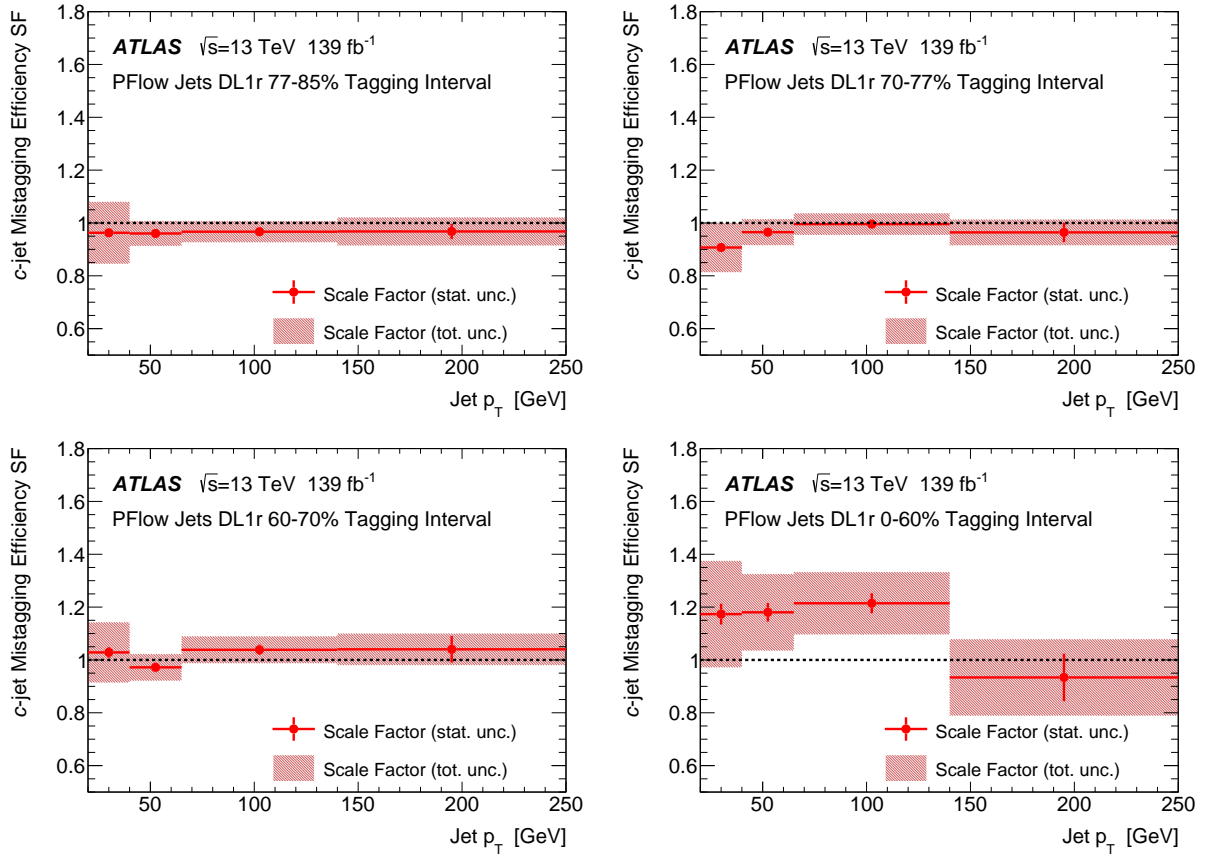 c-jet Mistagging Efficiency SF
1.8
1.6
1.4
1.2
1
0.8
0.6
ATLAS √s=13 TeV 139 fb⁻¹
PFlow Jets DL1r 77-85% Tagging Interval
Scale Factor (stat. unc.)
Scale Factor (tot. unc.)
50 100 150 200 250
Jet p_T [GeV]
c-jet Mistagging Efficiency SF
1.8
1.6
1.4
1.2
1
0.8
0.6
ATLAS √s=13 TeV 139 fb⁻¹
PFlow Jets DL1r 70-77% Tagging Interval
Scale Factor (stat. unc.)
Scale Factor (tot. unc.)
50 100 150 200 250
Jet p_T [GeV]
c-jet Mistagging Efficiency SF
1.8
1.6
1.4
1.2
1
0.8
0.6
ATLAS √s=13 TeV 139 fb⁻¹
PFlow Jets DL1r 60-70% Tagging Interval
Scale Factor (stat. unc.)
Scale Factor (tot. unc.)
50 100 150 200 250
Jet p_T [GeV]
c-jet Mistagging Efficiency SF
1.8
1.6
1.4
1.2
1
0.8
0.6
ATLAS √s=13 TeV 139 fb⁻¹
PFlow Jets DL1r 0-60% Tagging Interval
Scale Factor (stat. unc.)
Scale Factor (tot. unc.)
50 100 150 200 250
Jet p_T [GeV]